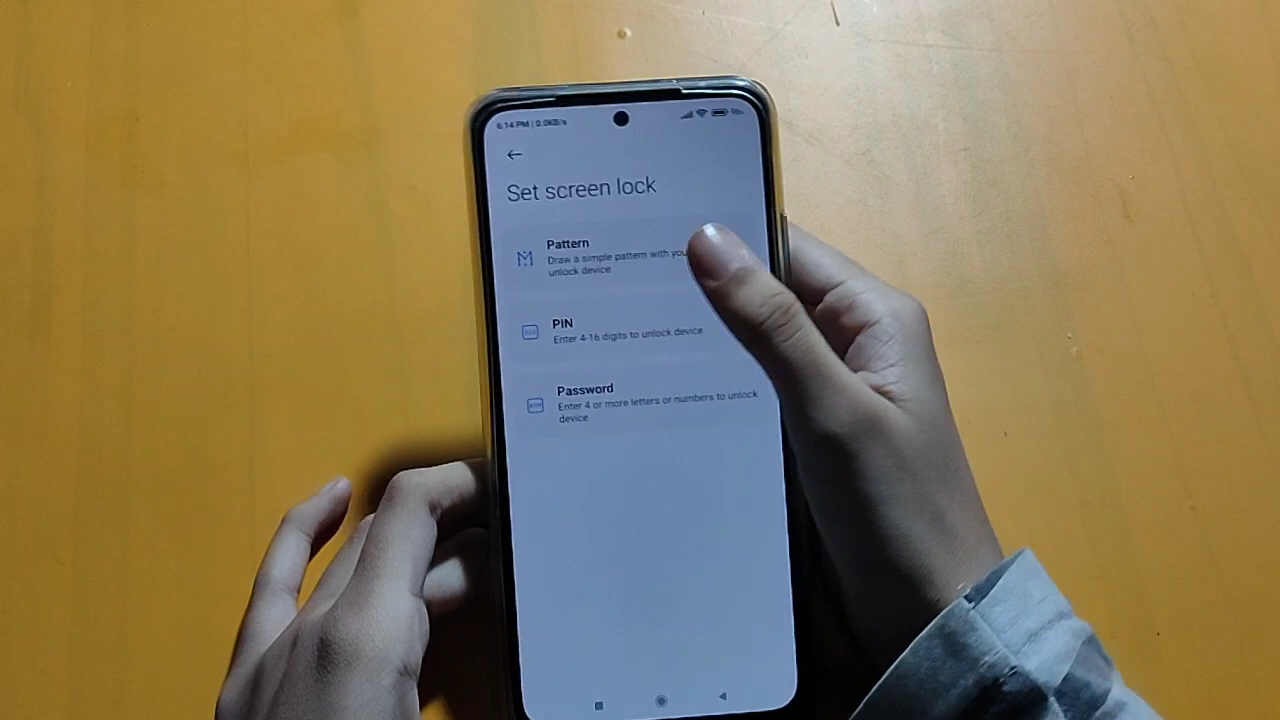 6:14 PM | 0.0KB/s
Set screen lock
Pattern
Draw a simple pattern with you
unlock device
PIN
Enter 4-16 digits to unlock device
Password
Enter 4 or more letters or numbers to unlock
device